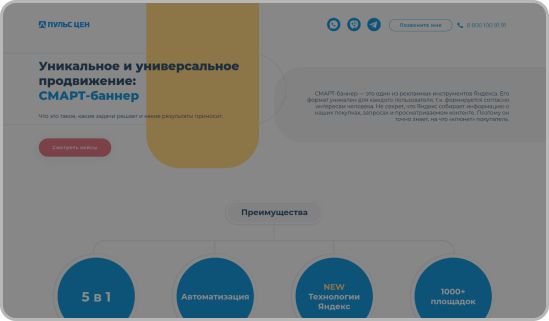 ПУЛЬС ЦЕН
Позвоните мне
8 800 100 91 91
Уникальное и универсальное
продвижение:
СМАРТ-баннер
Что это такое, какие задачи решает и какие результаты приносит.
Смотреть кейсы
СМАРТ-баннер — это один из рекламных инструментов Яндекса. Его
формат уникален для каждого пользователя, т.к. формируется согласно
интересам человека. Не секрет, что Яндекс собирает информацию о
наших покупках, запросах и просматриваемом контенте. Поэтому он
точно знает, на что «клюнет» покупатель.
Преимущества
5 в 1
Автоматизация
NEW
Технологии
Яндекс
1000+
площадок